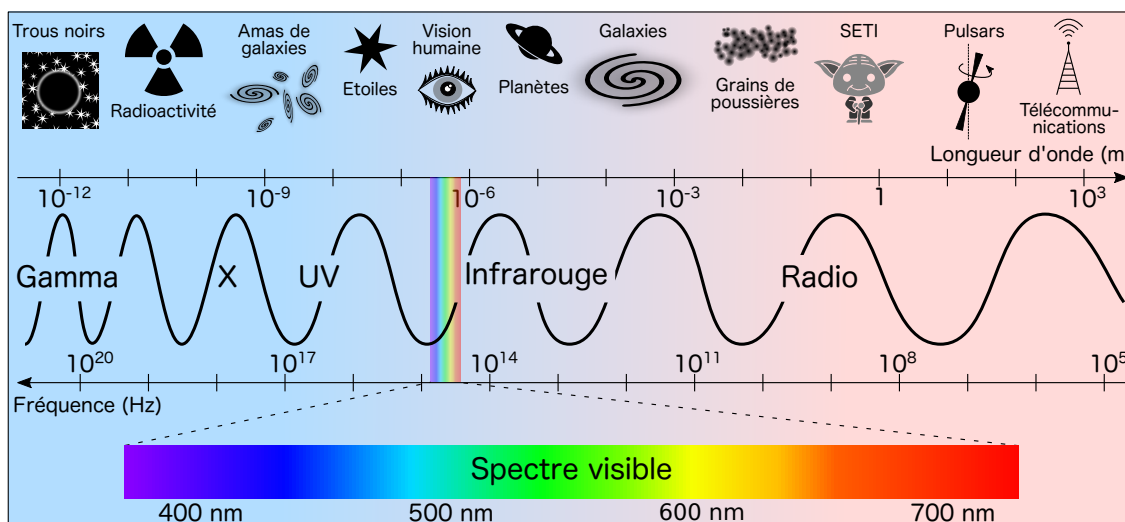 Trous noirs
Radioactivité
Amas de
galaxies
Etoiles
Vision
humaine
Planètes
Galaxies
Grains de
poussières
SETI
Pulsars
Télécommu-
nications
Longueur d'onde (m
10-12
10-9
10-6
10-3
1
103
Gamma
X
UV
Infrarouge
Radio
1020
1017
1014
1011
108
105
Fréquence (Hz)
Spectre visible
400 nm
500 nm
600 nm
700 nm